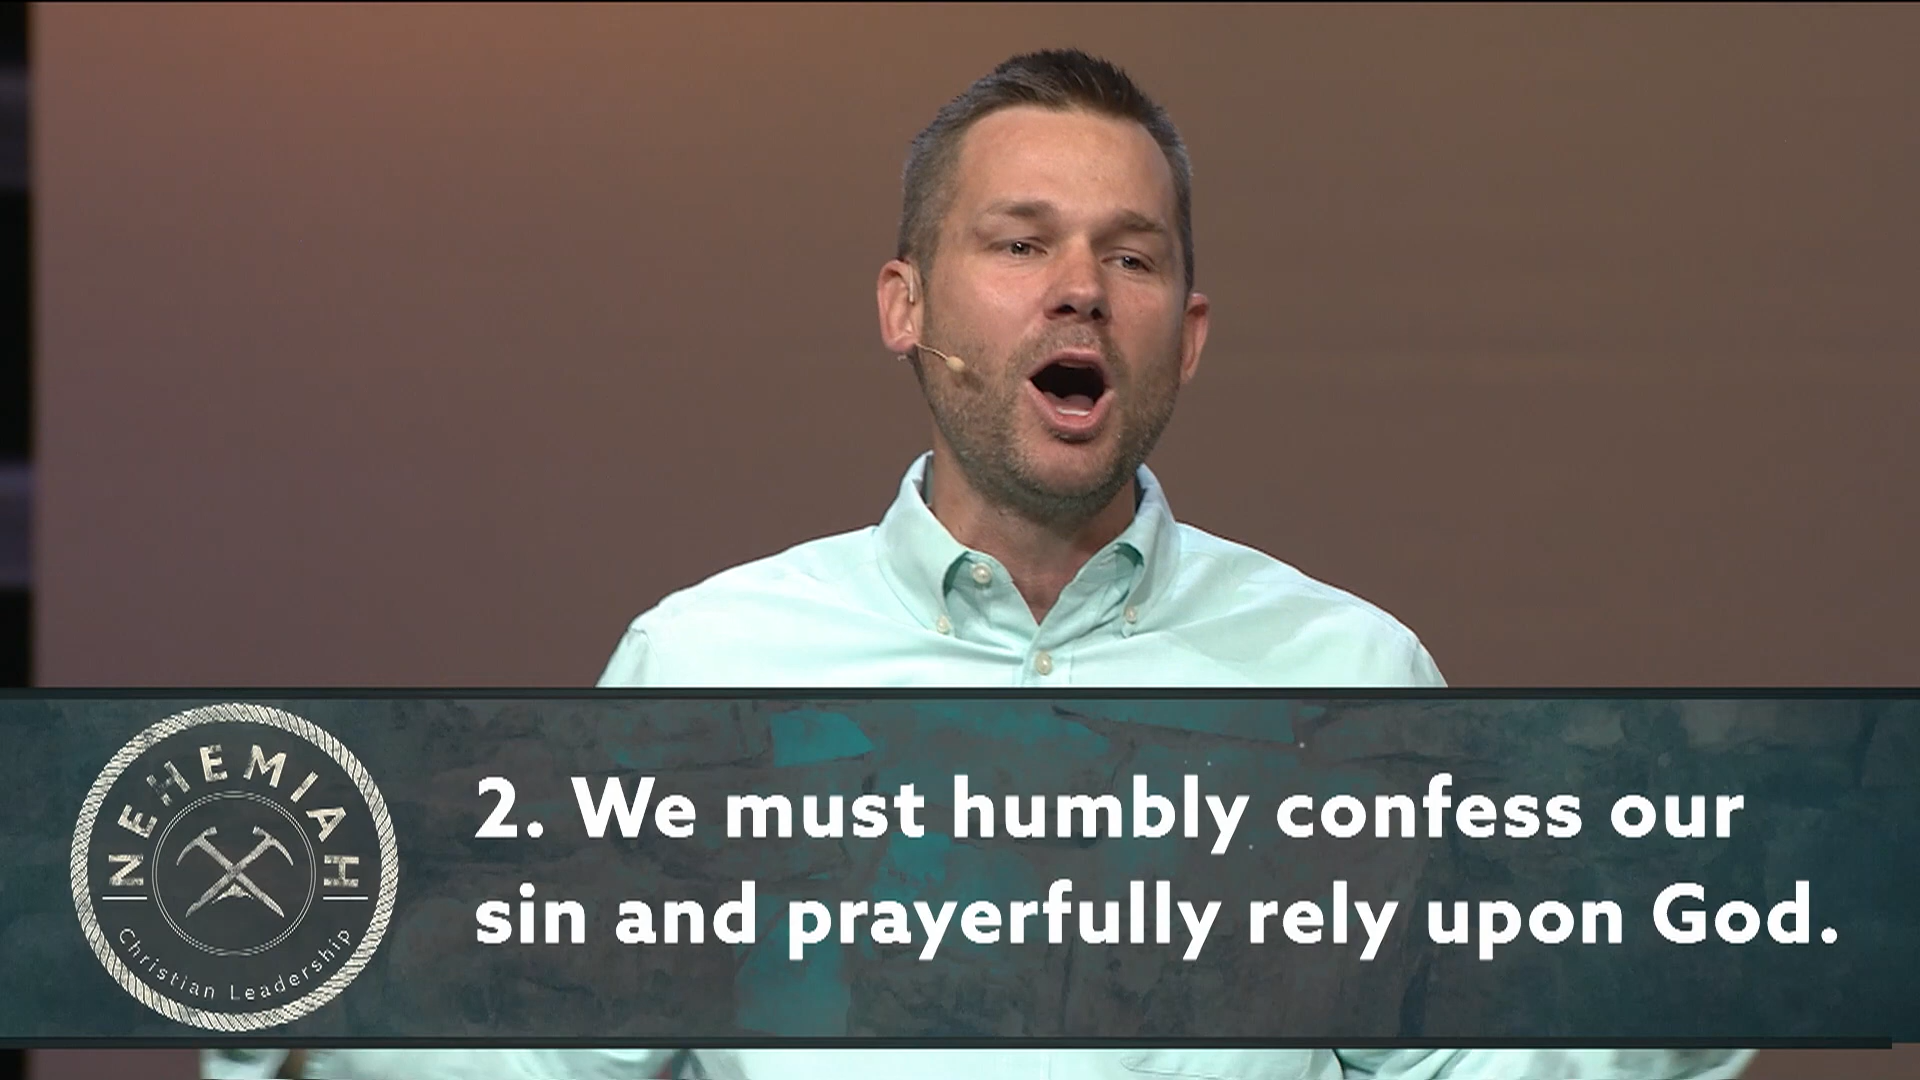 NEHEMIAH
Christian Leadership
2. We must humbly confess our
sin and prayerfully rely upon God.